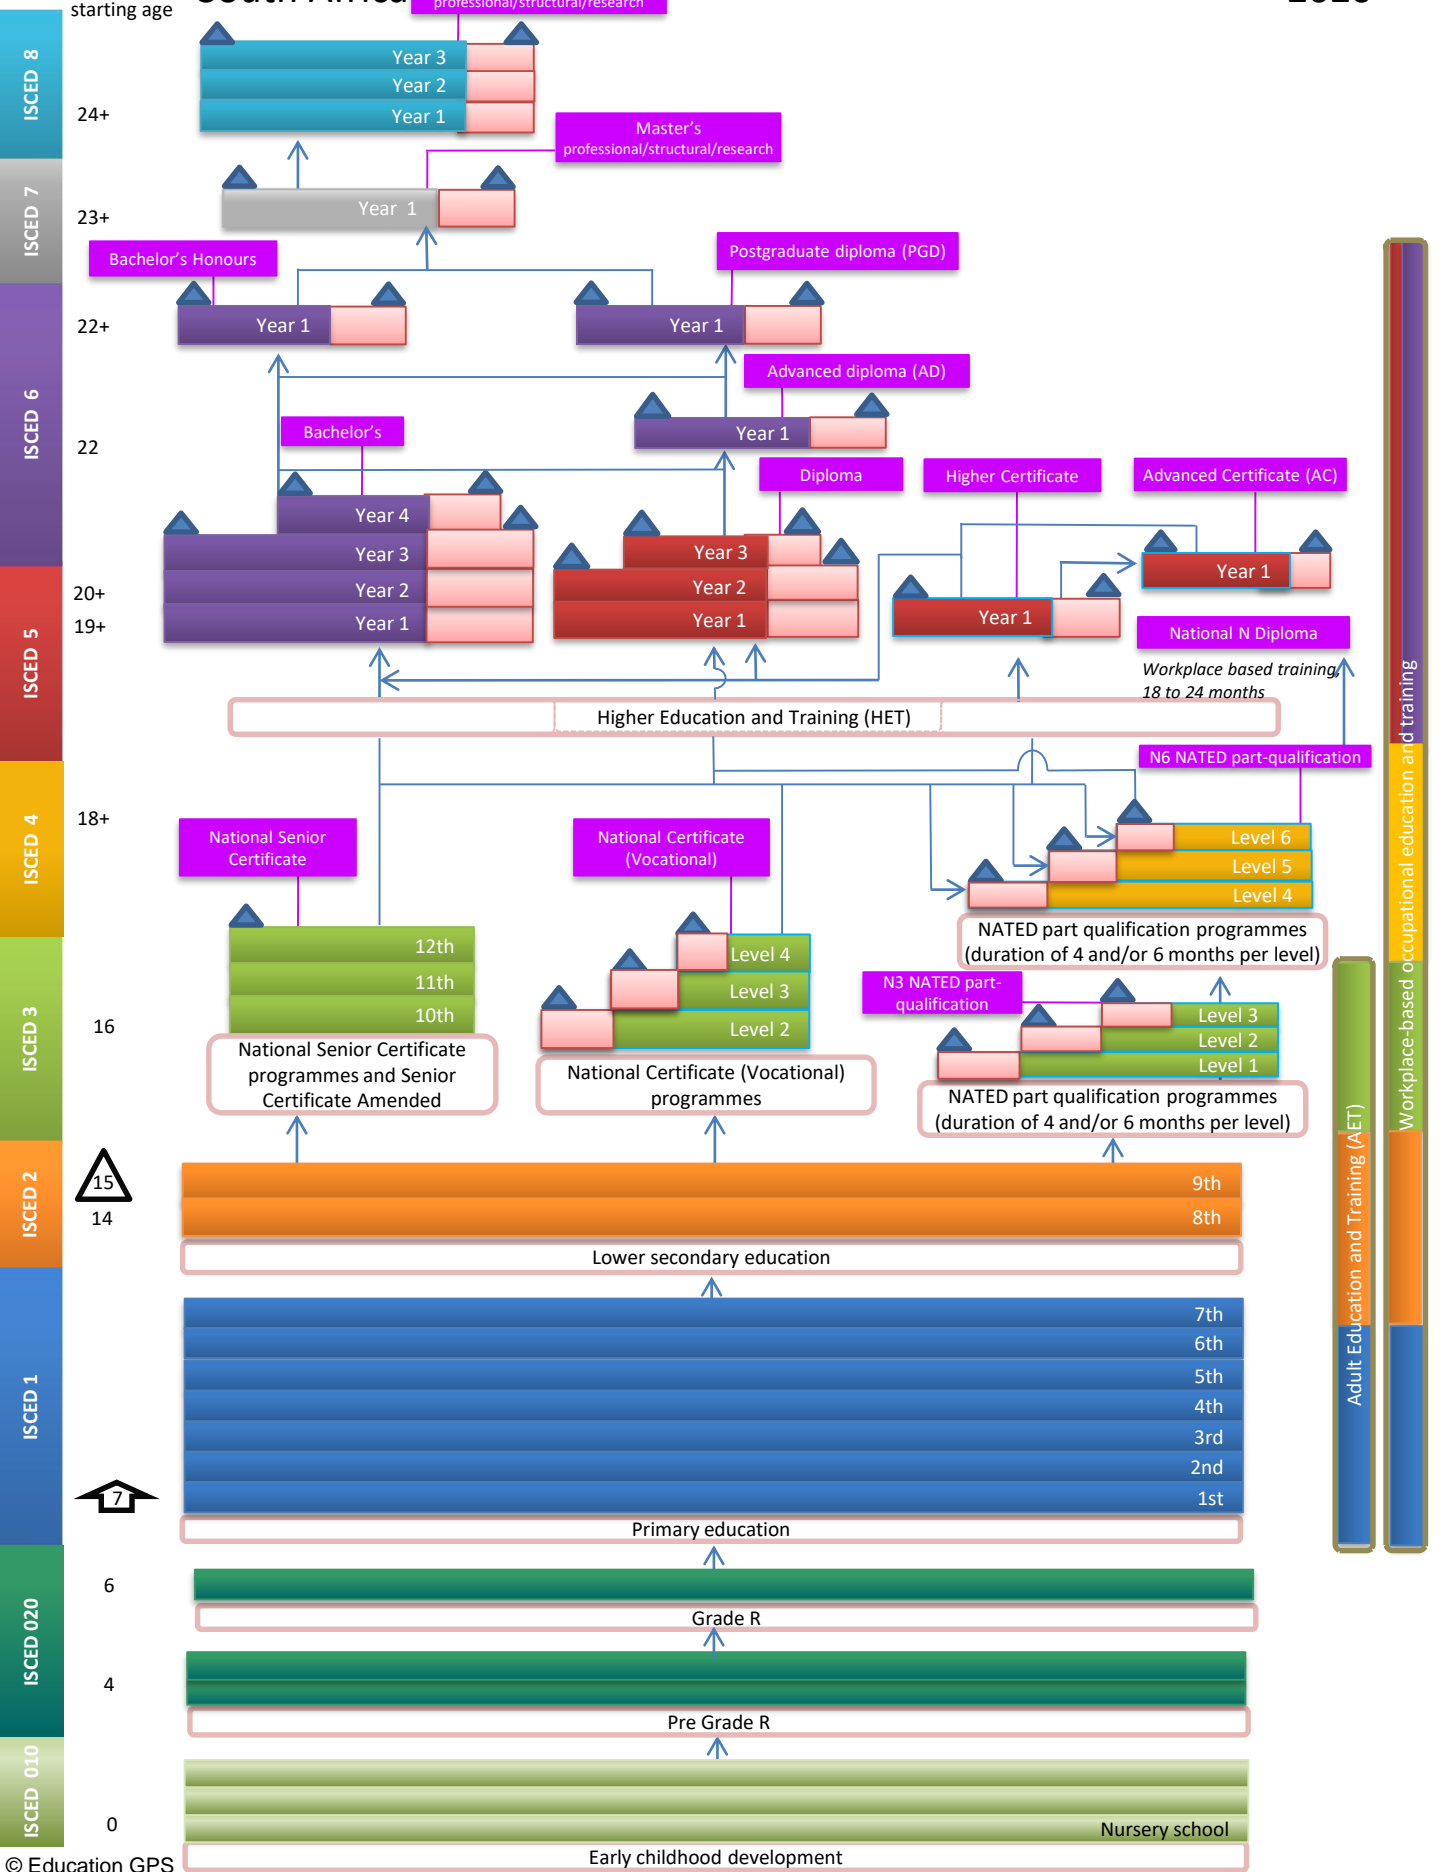 starting age
professional/structural/research
ISCED 8
Year 3
Year 2
Year 1
24+
Master's
professional/structural/research
ISCED 7
Year 1
23+
Bachelor's Honours
Postgraduate diploma (PGD)
ISCED 6
22+
Year 1
Year 1
Advanced diploma (AD)
Bachelor's
Year 1
22
Diploma
Higher Certificate
Advanced Certificate (AC)
Year 4
Year 3
Year 2
Year 1
Year 3
Year 2
Year 1
Year 1
Year 1
20+
19+
ISCED 5
National N Diploma
Workplace based training,
18 to 24 months
Higher Education and Training (HET)
N6 NATED part-qualification
ISCED 4
18+
National Senior
Certificate
National Certificate
(Vocational)
Level 6
Level 5
Level 4
NATED part qualification programmes
(duration of 4 and/or 6 months per level)
ISCED 3
12th
11th
10th
16
Level 4
Level 3
Level 2
N3 NATED part-
qualification
Level 3
Level 2
Level 1
National Senior Certificate
programmes and Senior
Certificate Amended
National Certificate (Vocational)
programmes
NATED part qualification programmes
(duration of 4 and/or 6 months per level)
ISCED 2
15
14
9th
8th
Lower secondary education
ISCED 1
7th
6th
5th
4th
3rd
2nd
1st
7
Primary education
Adult Education and Training (AET)
Workplace-based occupational education and training
ISCED 020
6
Grade R
4
Pre Grade R
ISCED 010
0
Nursery school
Early childhood development
© Education GPS